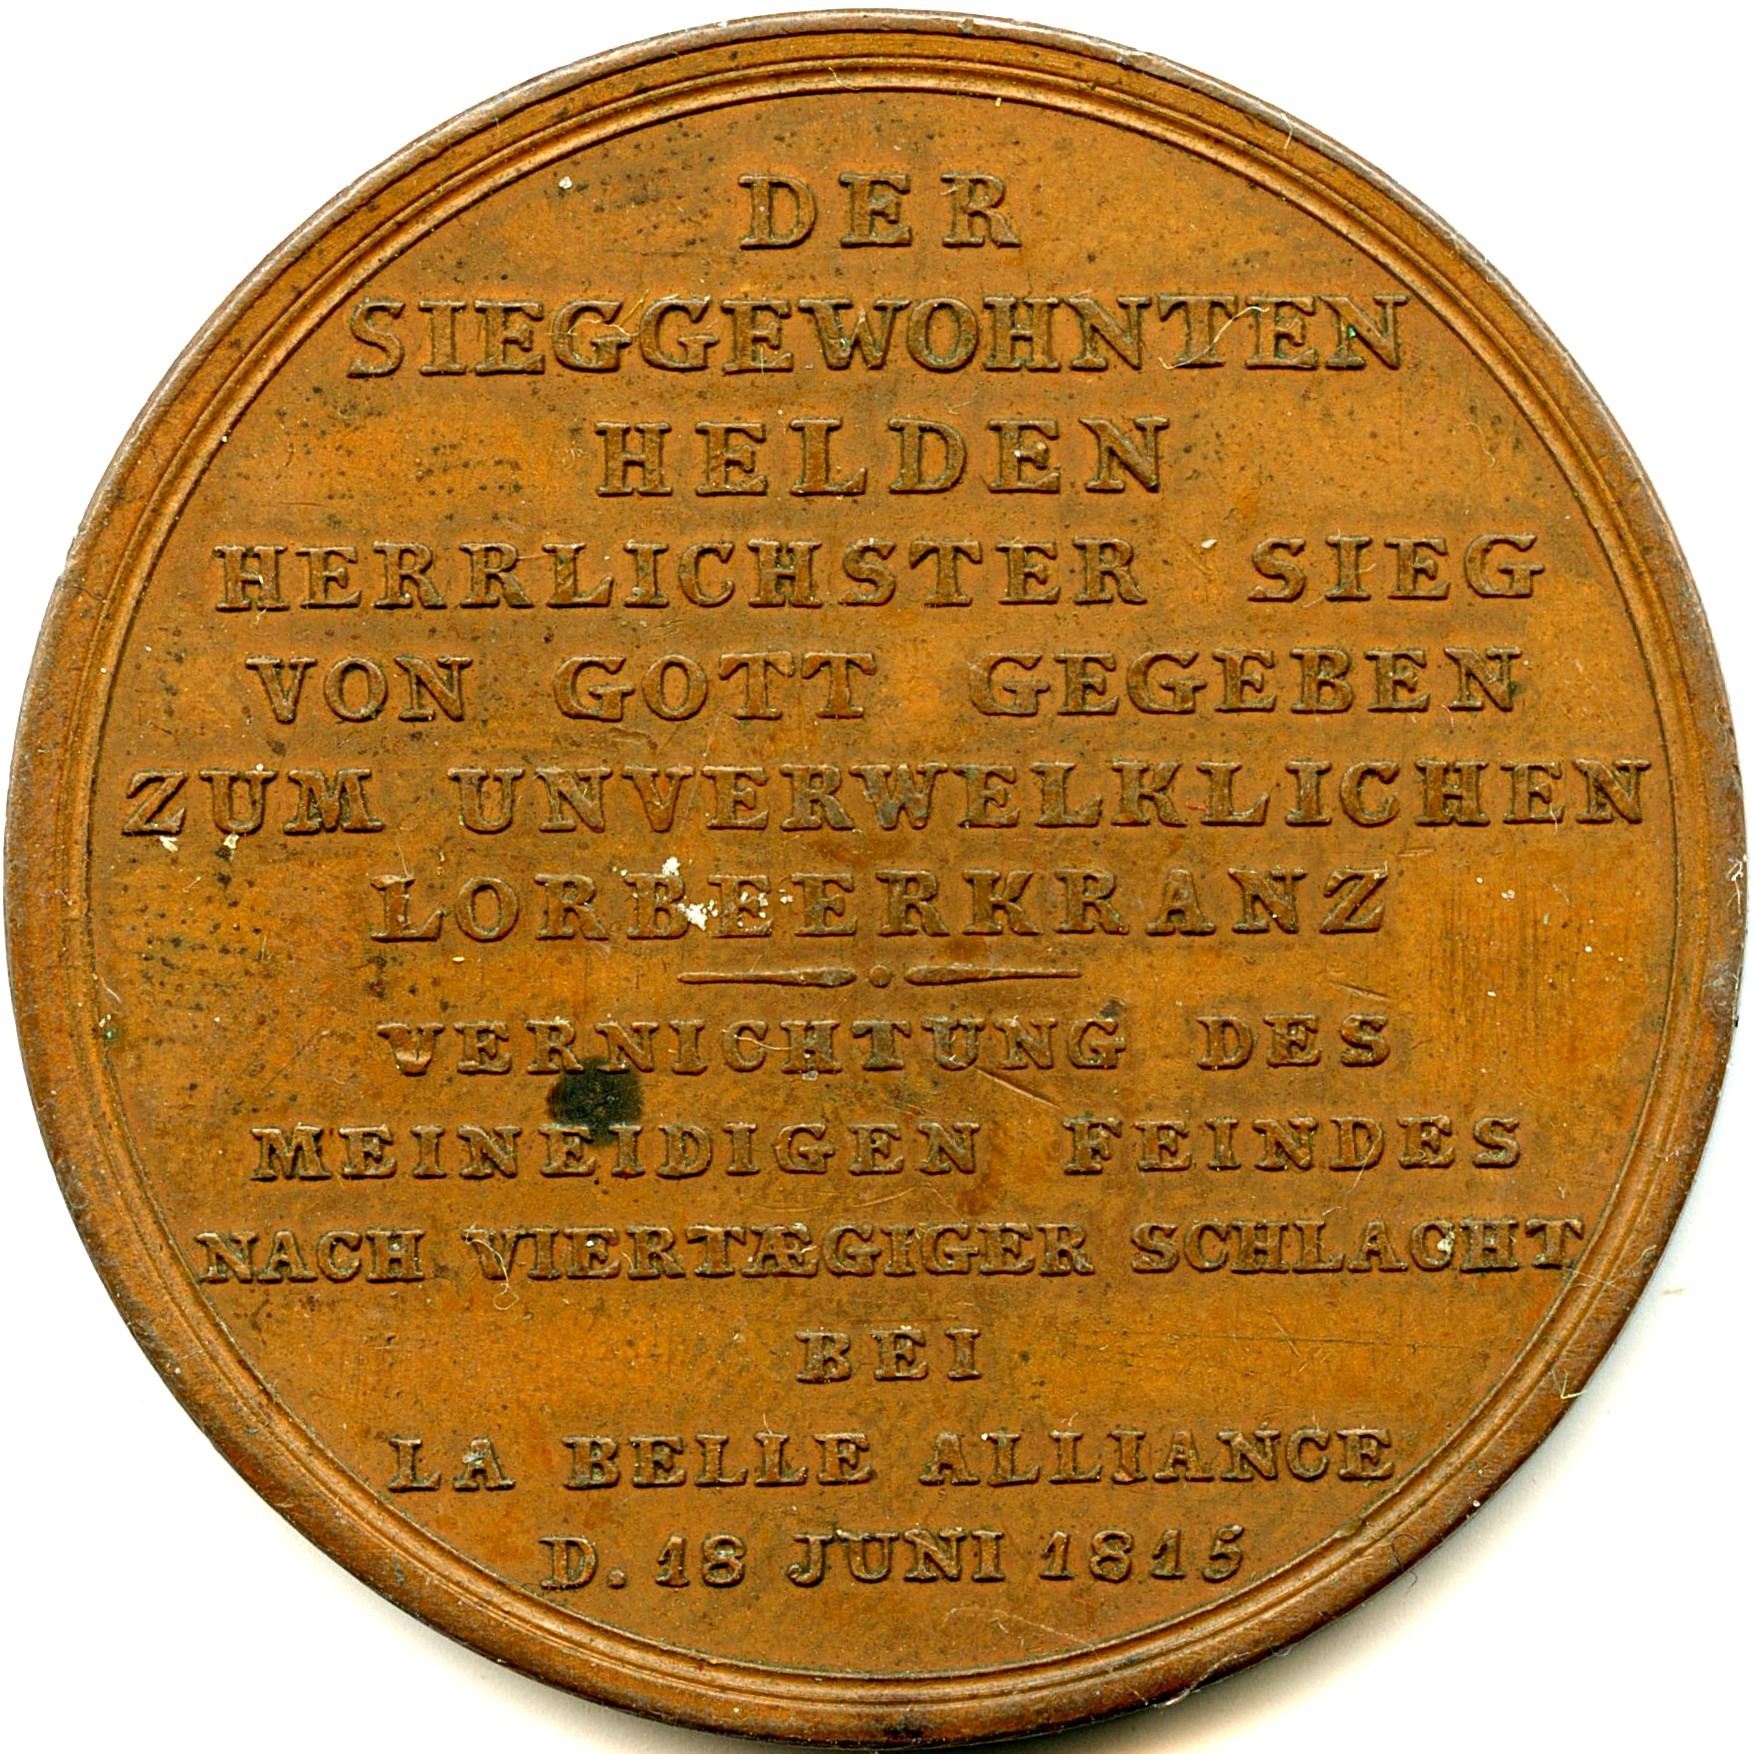 DER
SIEGGEWOHNTEN
HELDEN
HERRLICHSTER SIEG
VON GOTT GEGEBEN
ZUM UNVERWELKLICHEN
LORBEERKRANZ
VERNICHTUNG DES
MEINEIDIGEN FEINDES
NACH VIERTÆGIGER SCHLACHT
BEI
LA BELLE ALLIANCE
D. 18 JUNI 1815